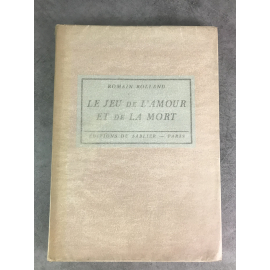 ROMAIN ROLLAND
LE JEU DE L'AMOUR
ET DE LA MORT
ÉDITIONS DU SABLIER — PARIS